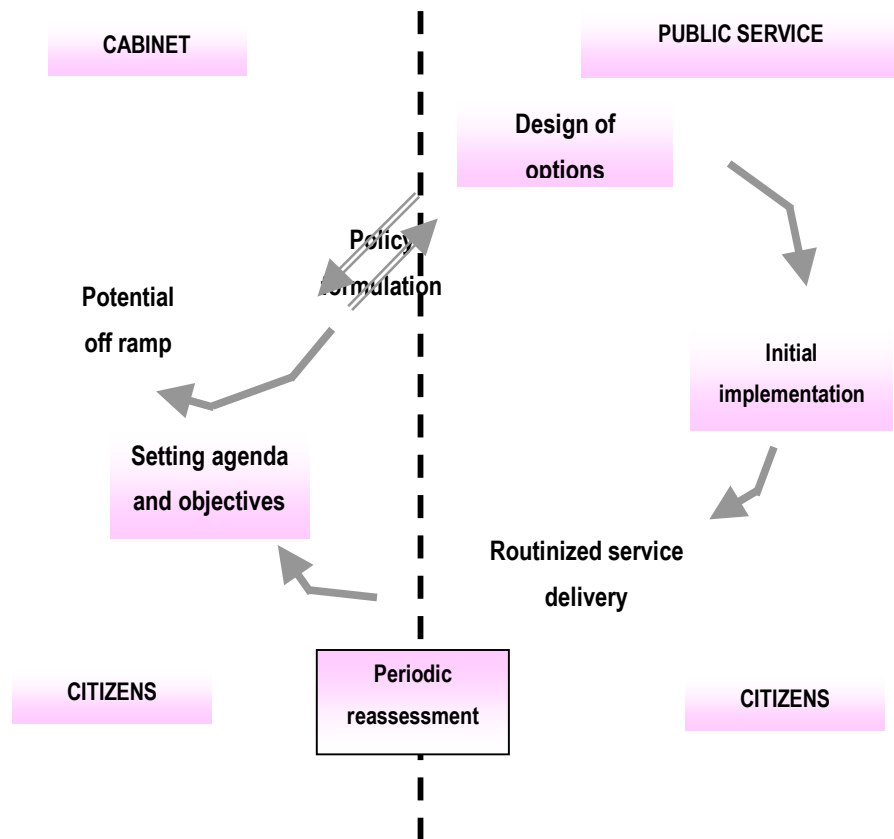 CABINET
PUBLIC SERVICE
Design of
options
Policy
formulation
Potential
off ramp
Initial
implementation
Setting agenda
and objectives
Routinized service
delivery
Periodic
reassessment
CITIZENS
CITIZENS